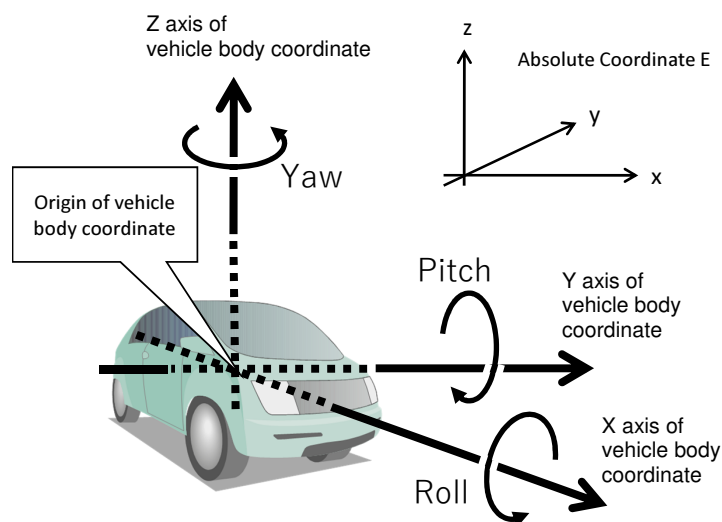 Z axis of
vehicle body coordinate
z
Absolute Coordinate E
y
x
Yaw
Origin of vehicle
body coordinate
Pitch
Y axis of
vehicle body
coordinate
X axis of
vehicle body
coordinate
Roll